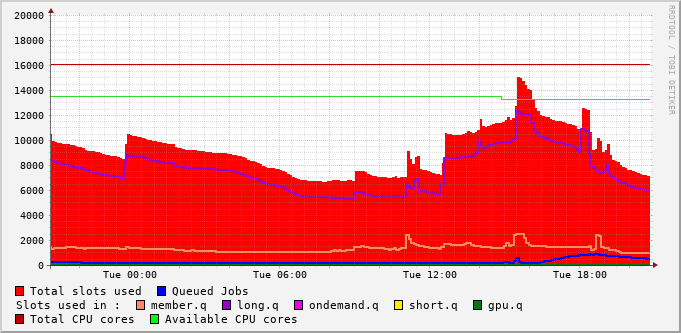 20000
18000
16000
14000
12000
10000
8000
6000
4000
2000
0
Tue 00:00 Tue 06:00 Tue 12:00 Tue 18:00
RRDTOOL / TOBI OETIKER
Total slots used Queued Jobs
Slots used in : member.q long.q ondemand.q short.q gpu.q
Total CPU cores Available CPU cores